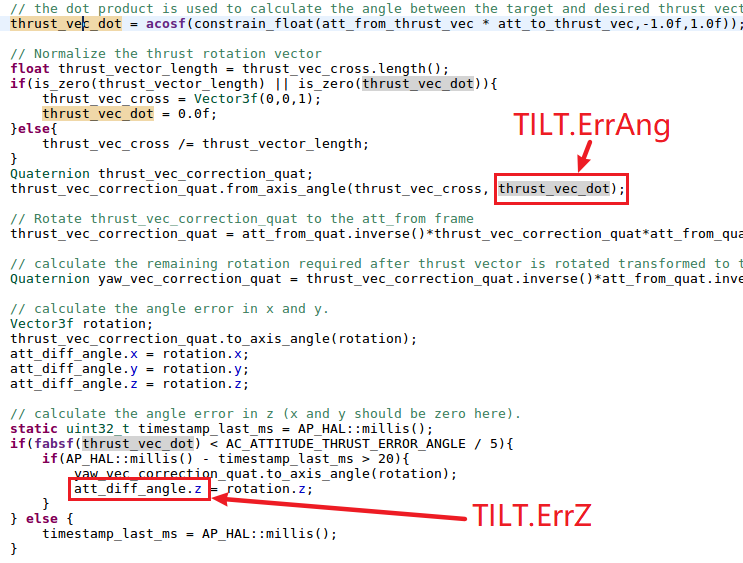 // the dot product is used to calculate the angle between the target and desired thrust vect
thrust_vec_dot = acosf(constrain_float(att_from_thrust_vec * att_to_thrust_vec,-1.0f,1.0f));
// Normalize the thrust rotation vector
float thrust_vector_length = thrust_vec_cross.length();
if(is_zero(thrust_vector_length) || is_zero(thrust_vec_dot)){
thrust_vec_cross = Vector3f(0,0,1);
thrust_vec_dot = 0.0f;
}else{
thrust_vec_cross /= thrust_vector_length;
}
TILT.ErrAng
Quaternion thrust_vec_correction_quat;
thrust_vec_correction_quat.from_axis_angle(thrust_vec_cross, thrust_vec_dot);
// Rotate thrust_vec_correction_quat to the att_from frame
thrust_vec_correction_quat = att_from_quat.inverse()*thrust_vec_correction_quat*att_from_qua
// calculate the remaining rotation required after thrust vector is rotated transformed to t
Quaternion yaw_vec_correction_quat = thrust_vec_correction_quat.inverse()*att_from_quat.inve
// calculate the angle error in x and y.
Vector3f rotation;
thrust_vec_correction_quat.to_axis_angle(rotation);
att_diff_angle.x = rotation.x;
att_diff_angle.y = rotation.y;
att_diff_angle.z = rotation.z;
// calculate the angle error in z (x and y should be zero here).
static uint32_t timestamp_last_ms = AP_HAL::millis();
if(fabsf(thrust_vec_dot) < AC_ATTITUDE_THRUST_ERROR_ANGLE / 5){
if(AP_HAL::millis() - timestamp_last_ms > 20){
yaw_vec_correction_quat.to_axis_angle(rotation);
att_diff_angle.z = rotation.z;
}
TILT.ErrZ
} else {
timestamp_last_ms = AP_HAL::millis();
}